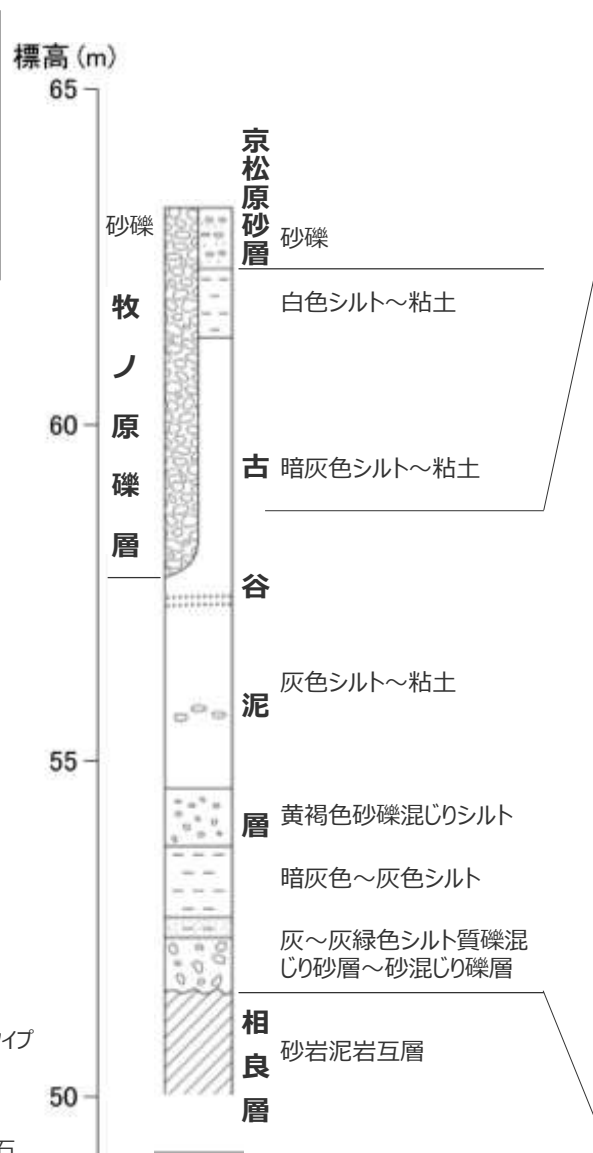 標高(m)
65
京松原砂層
砂礫
砂礫
白色シルト～粘土
牧ノ原礫層
60
古谷泥層
暗灰色シルト～粘土
灰色シルト～粘土
55
黄褐色砂礫混じりシルト
暗灰色～灰色シルト
灰～灰緑色シルト質礫混
じり砂層～砂混じり礫層
相良層
イプ
砂岩泥岩互層
50